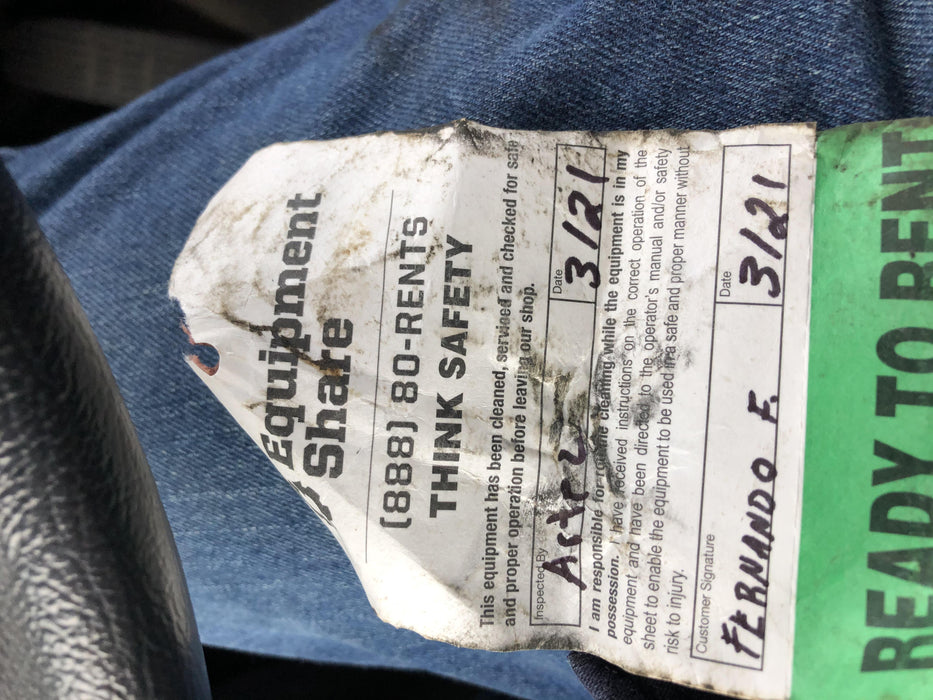 Equipment
Share
(888) 80-RENTS
THINK SAFETY
This equipment has been cleaned, serviced and checked for safe
and proper operation before leaving our shop.
Inspected By
Date
3/21
I am responsible for routine cleaning while the equipment is in my
possession. I have received instructions on the correct operation of the
equipment and have been directed to the operator's manual and/or safety
sheet to enable the equipment to be used in a safe and proper manner without
risk to injury.
Customer Signature
Date
FERNANDO F.
3/21
READY TO RENT